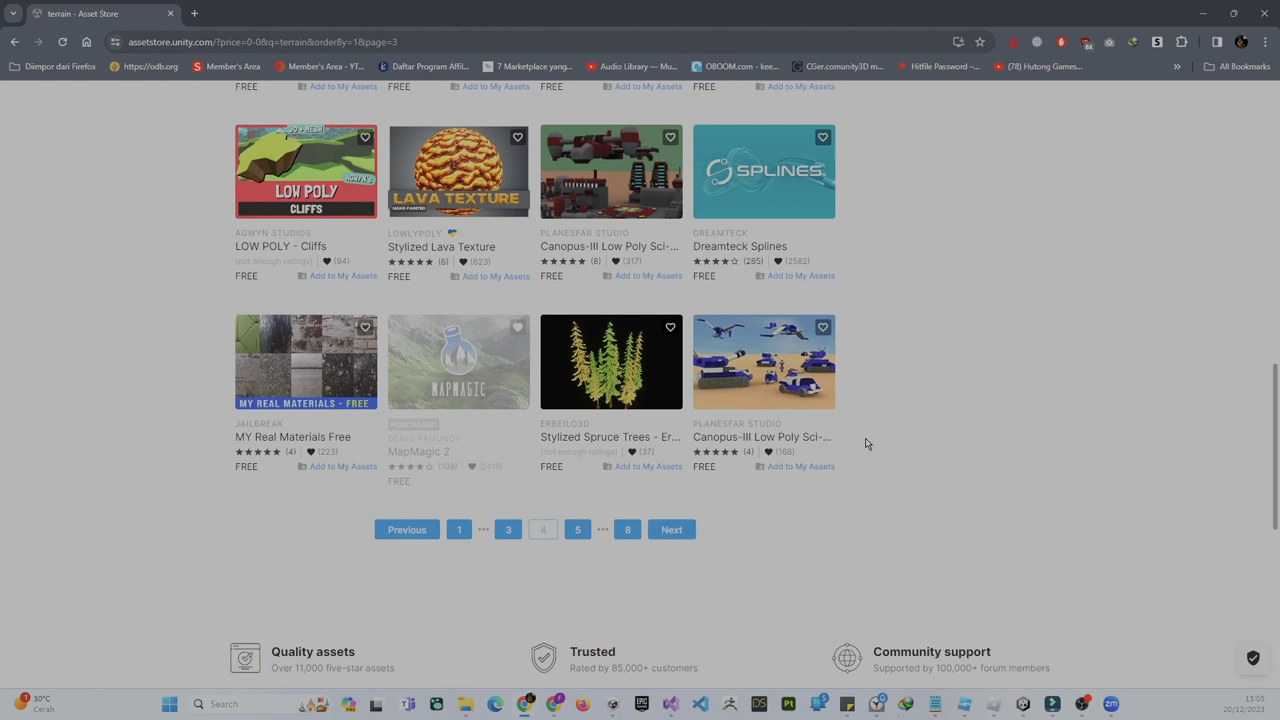 terrain - Asset Store
assetstore.unity.com/?price=0-0&q=terrain&orderBy=1&page=3
Diimpor dari Firefox
https://odb.org
Member's Area
Member's Area - YT...
Daftar Program Affil...
7 Marketplace yang...
Audio Library — Mu...
OBOOM.com - kee...
CGer.comunity3D m...
Hitfile Password –...
(78) Hutong Games...
»
All Bookmarks
FREE Add to My Assets FREE Add to My Assets FREE Add to My Assets FREE Add to My Assets
LOW POLY
CLIFFS
LAVA TEXTURE
HAND PAINTED
SPLINES
AQWYN STUDIOS
LOW POLY - Cliffs
(not enough ratings) (94)
FREE Add to My Assets
LOWLYPOLY
Stylized Lava Texture
(6) (623)
FREE Add to My Assets
PLANESFAR STUDIO
Canopus-III Low Poly Sci-...
(8) (317)
FREE Add to My Assets
DREAMTECK
Dreamteck Splines
(285) (2582)
FREE Add to My Assets
MY REAL MATERIALS - FREE
MAPMAGIC
JAILBREAK
MY Real Materials Free
(4) (223)
FREE Add to My Assets
PURCHASED
DENIS PAHUNOV
MapMagic 2
(109) (2419)
FREE
ERBEILO3D
Stylized Spruce Trees - Er...
(not enough ratings) (37)
FREE Add to My Assets
PLANESFAR STUDIO
Canopus-III Low Poly Sci-...
(4) (166)
FREE Add to My Assets
Previous 1 ••• 3 4 5 ••• 8 Next
Quality assets
Over 11,000 five-star assets
Trusted
Rated by 85,000+ customers
Community support
Supported by 100,000+ forum members
30°C
Cerah
Search
15:05
20/12/2023